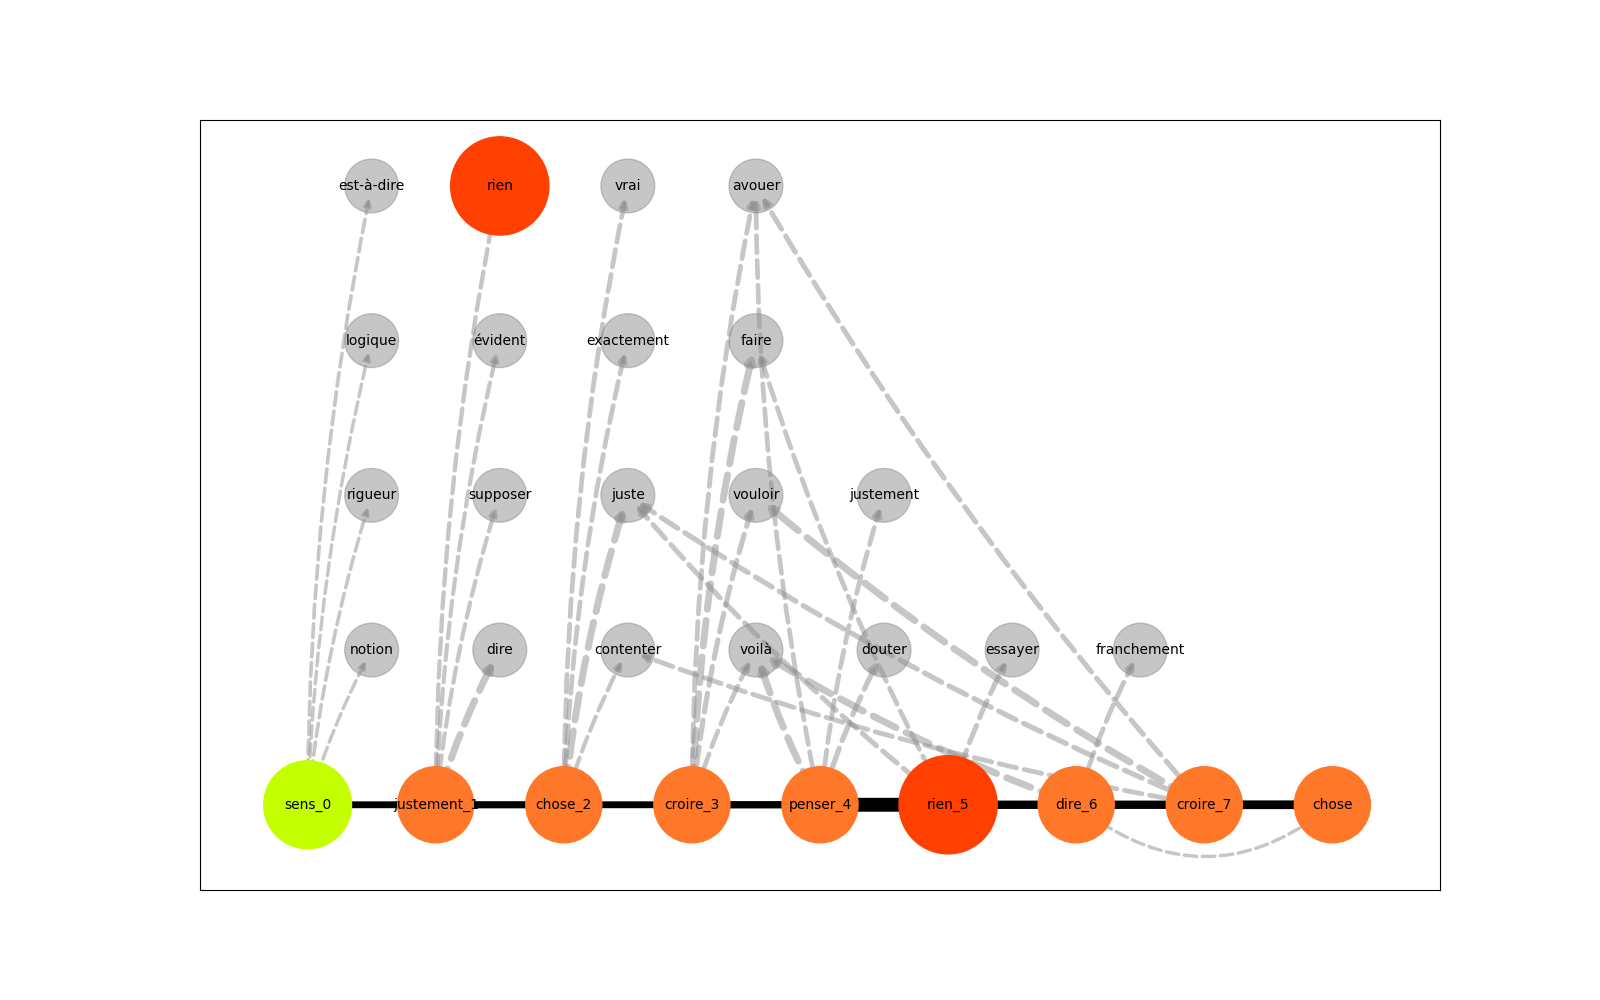 est-à-dire rien vrai avouer
logique évident exactement faire
rigueur supposer juste vouloir justement
notion dire contenter voilà douter essayer franchement
sens_0 justement_1 chose_2 croire_3 penser_4 rien_5 dire_6 croire_7 chose